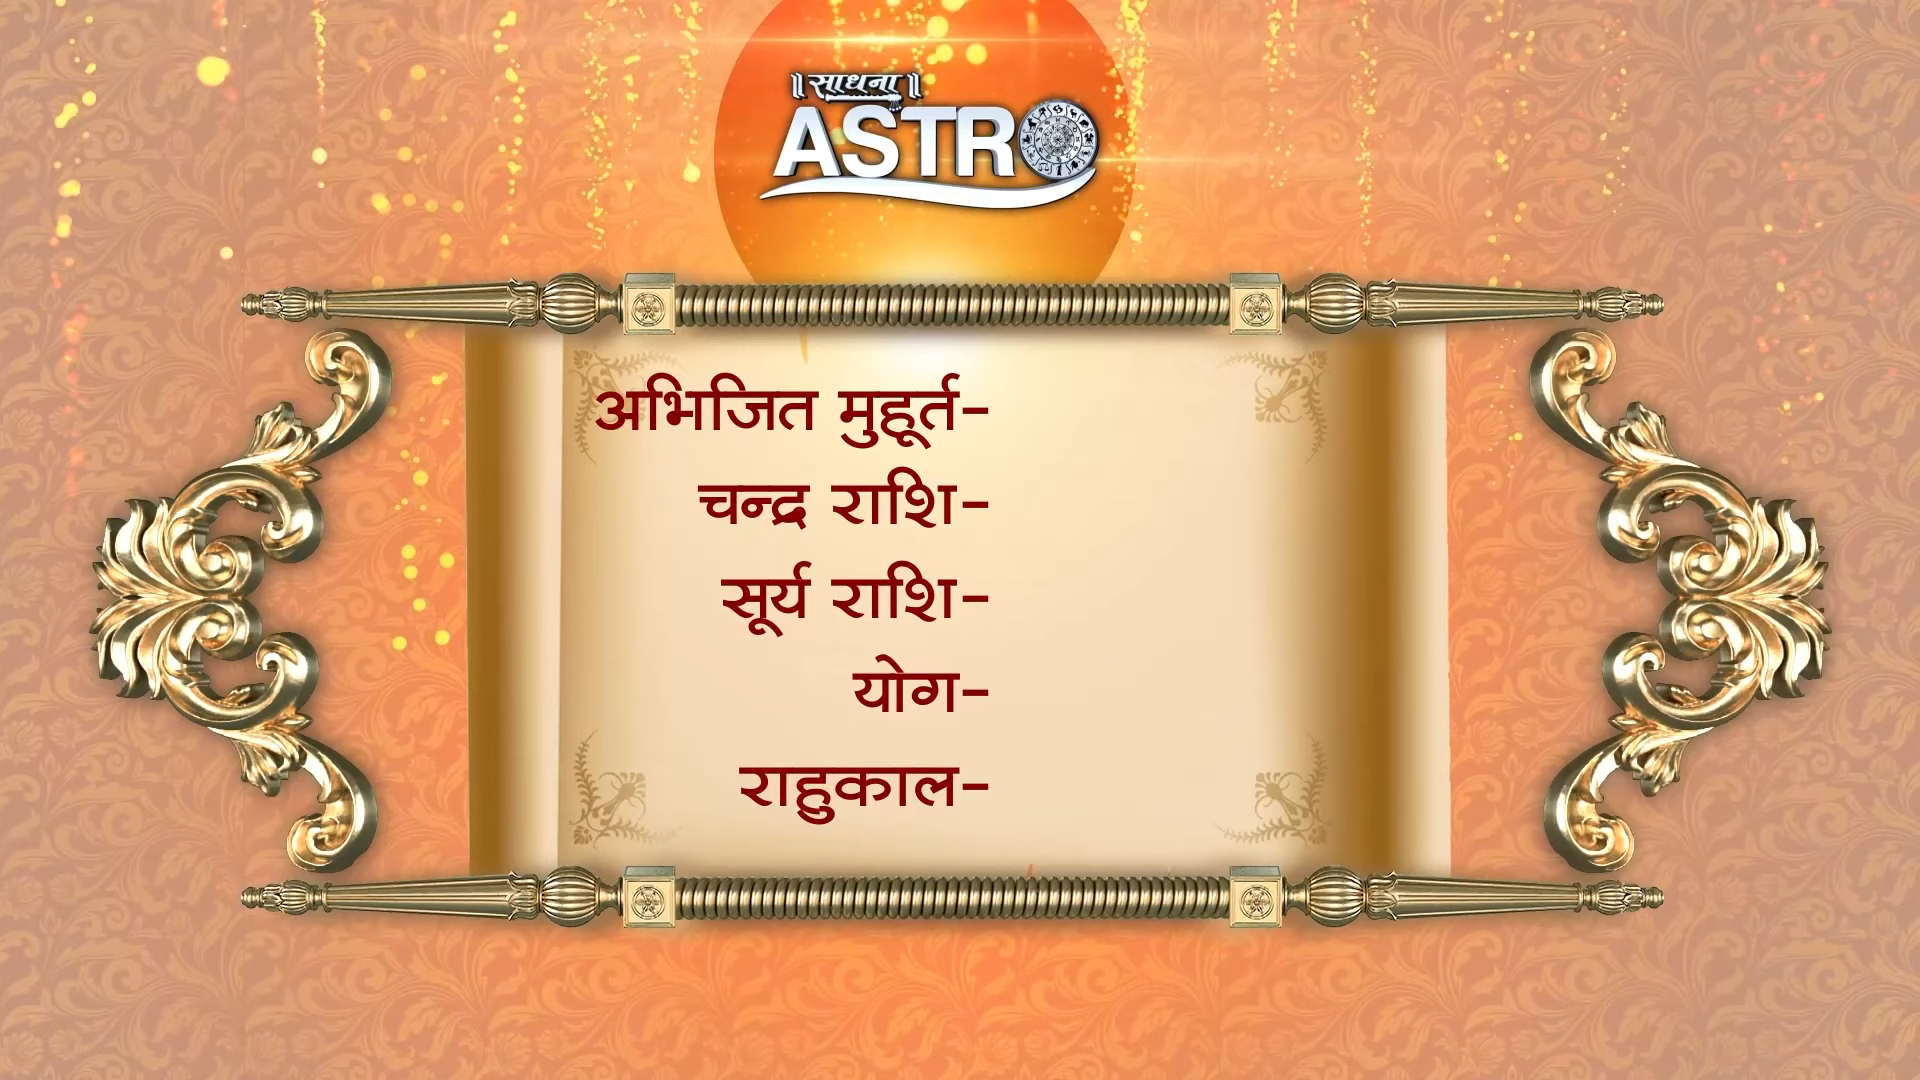 ॥साधना॥
ASTRO
अभिजित मुहूर्त-
चन्द्र राशि-
सूर्य राशि-
योग-
राहुकाल-